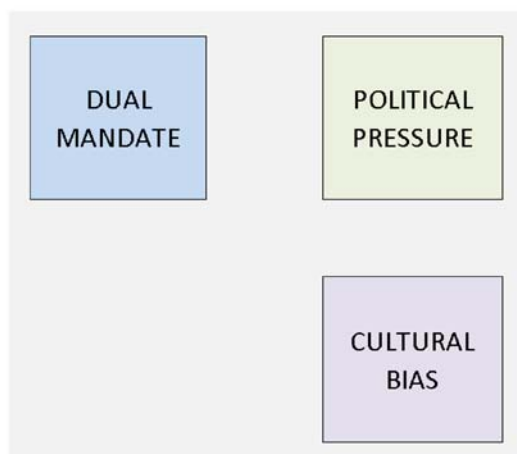 DUAL
MANDATE
POLITICAL
PRESSURE
CULTURAL
BIAS